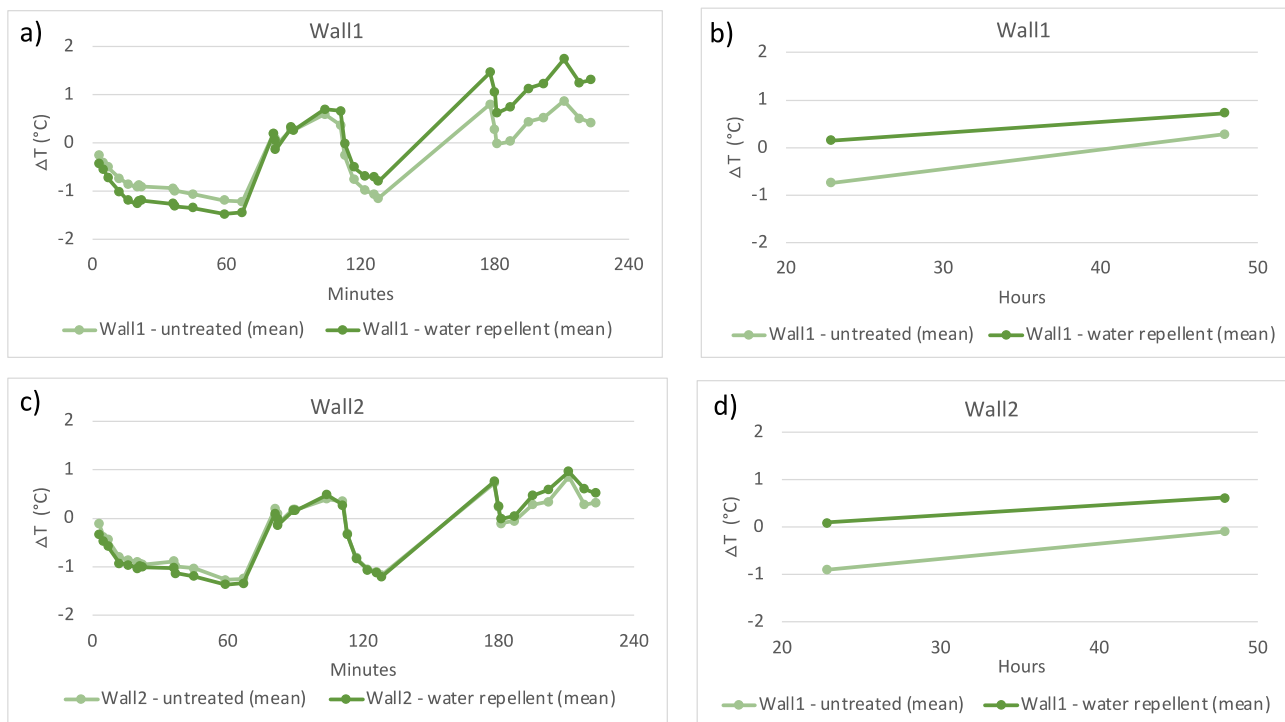 a)
Wall1
2
1
0
-1
-2
ΔT (°C)
0 60 120 180 240
Minutes
Wall1 - untreated (mean) Wall1 - water repellent (mean)
b)
Wall1
2
1
0
-1
-2
ΔT (°C)
20 30 40 50
Hours
Wall1 - untreated (mean) Wall1 - water repellent (mean)
c)
Wall2
2
1
0
-1
-2
ΔT (°C)
0 60 120 180 240
Minutes
Wall2 - untreated (mean) Wall2 - water repellent (mean)
d)
Wall2
2
1
0
-1
-2
ΔT (°C)
20 30 40 50
Hours
Wall1 - untreated (mean) Wall1 - water repellent (mean)